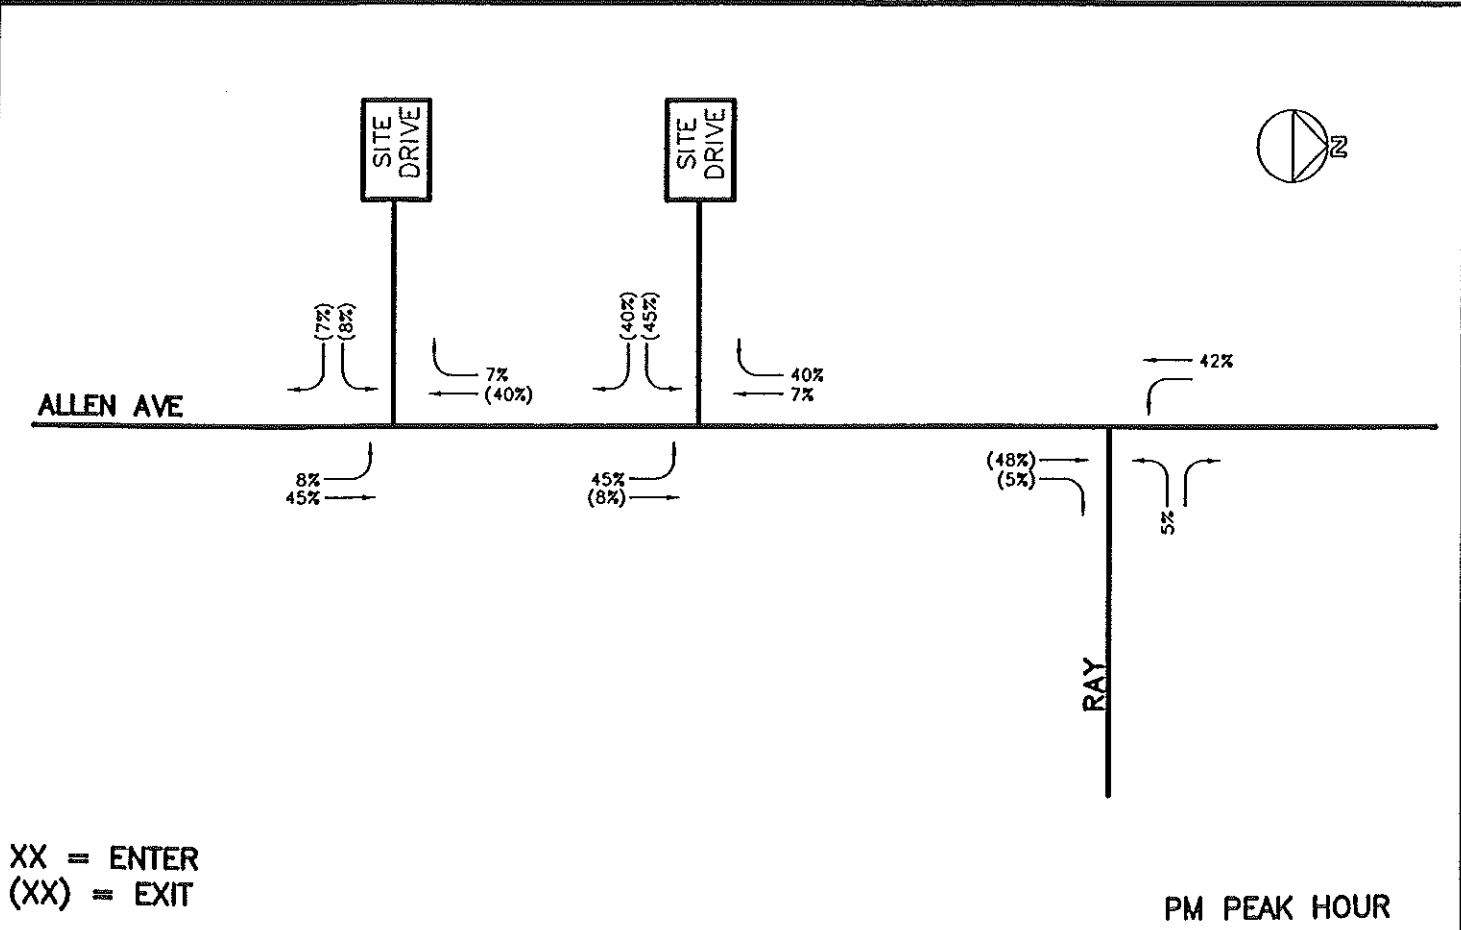 SITE
DRIVE
SITE
DRIVE
N
(7%)
(8%)
(40%)
(45%)
7%
(40%)
40%
7%
42%
ALLEN AVE
8%
45%
45%
(8%)
(48%)
(5%)
5%
RAY
XX = ENTER
(XX) = EXIT
PM PEAK HOUR